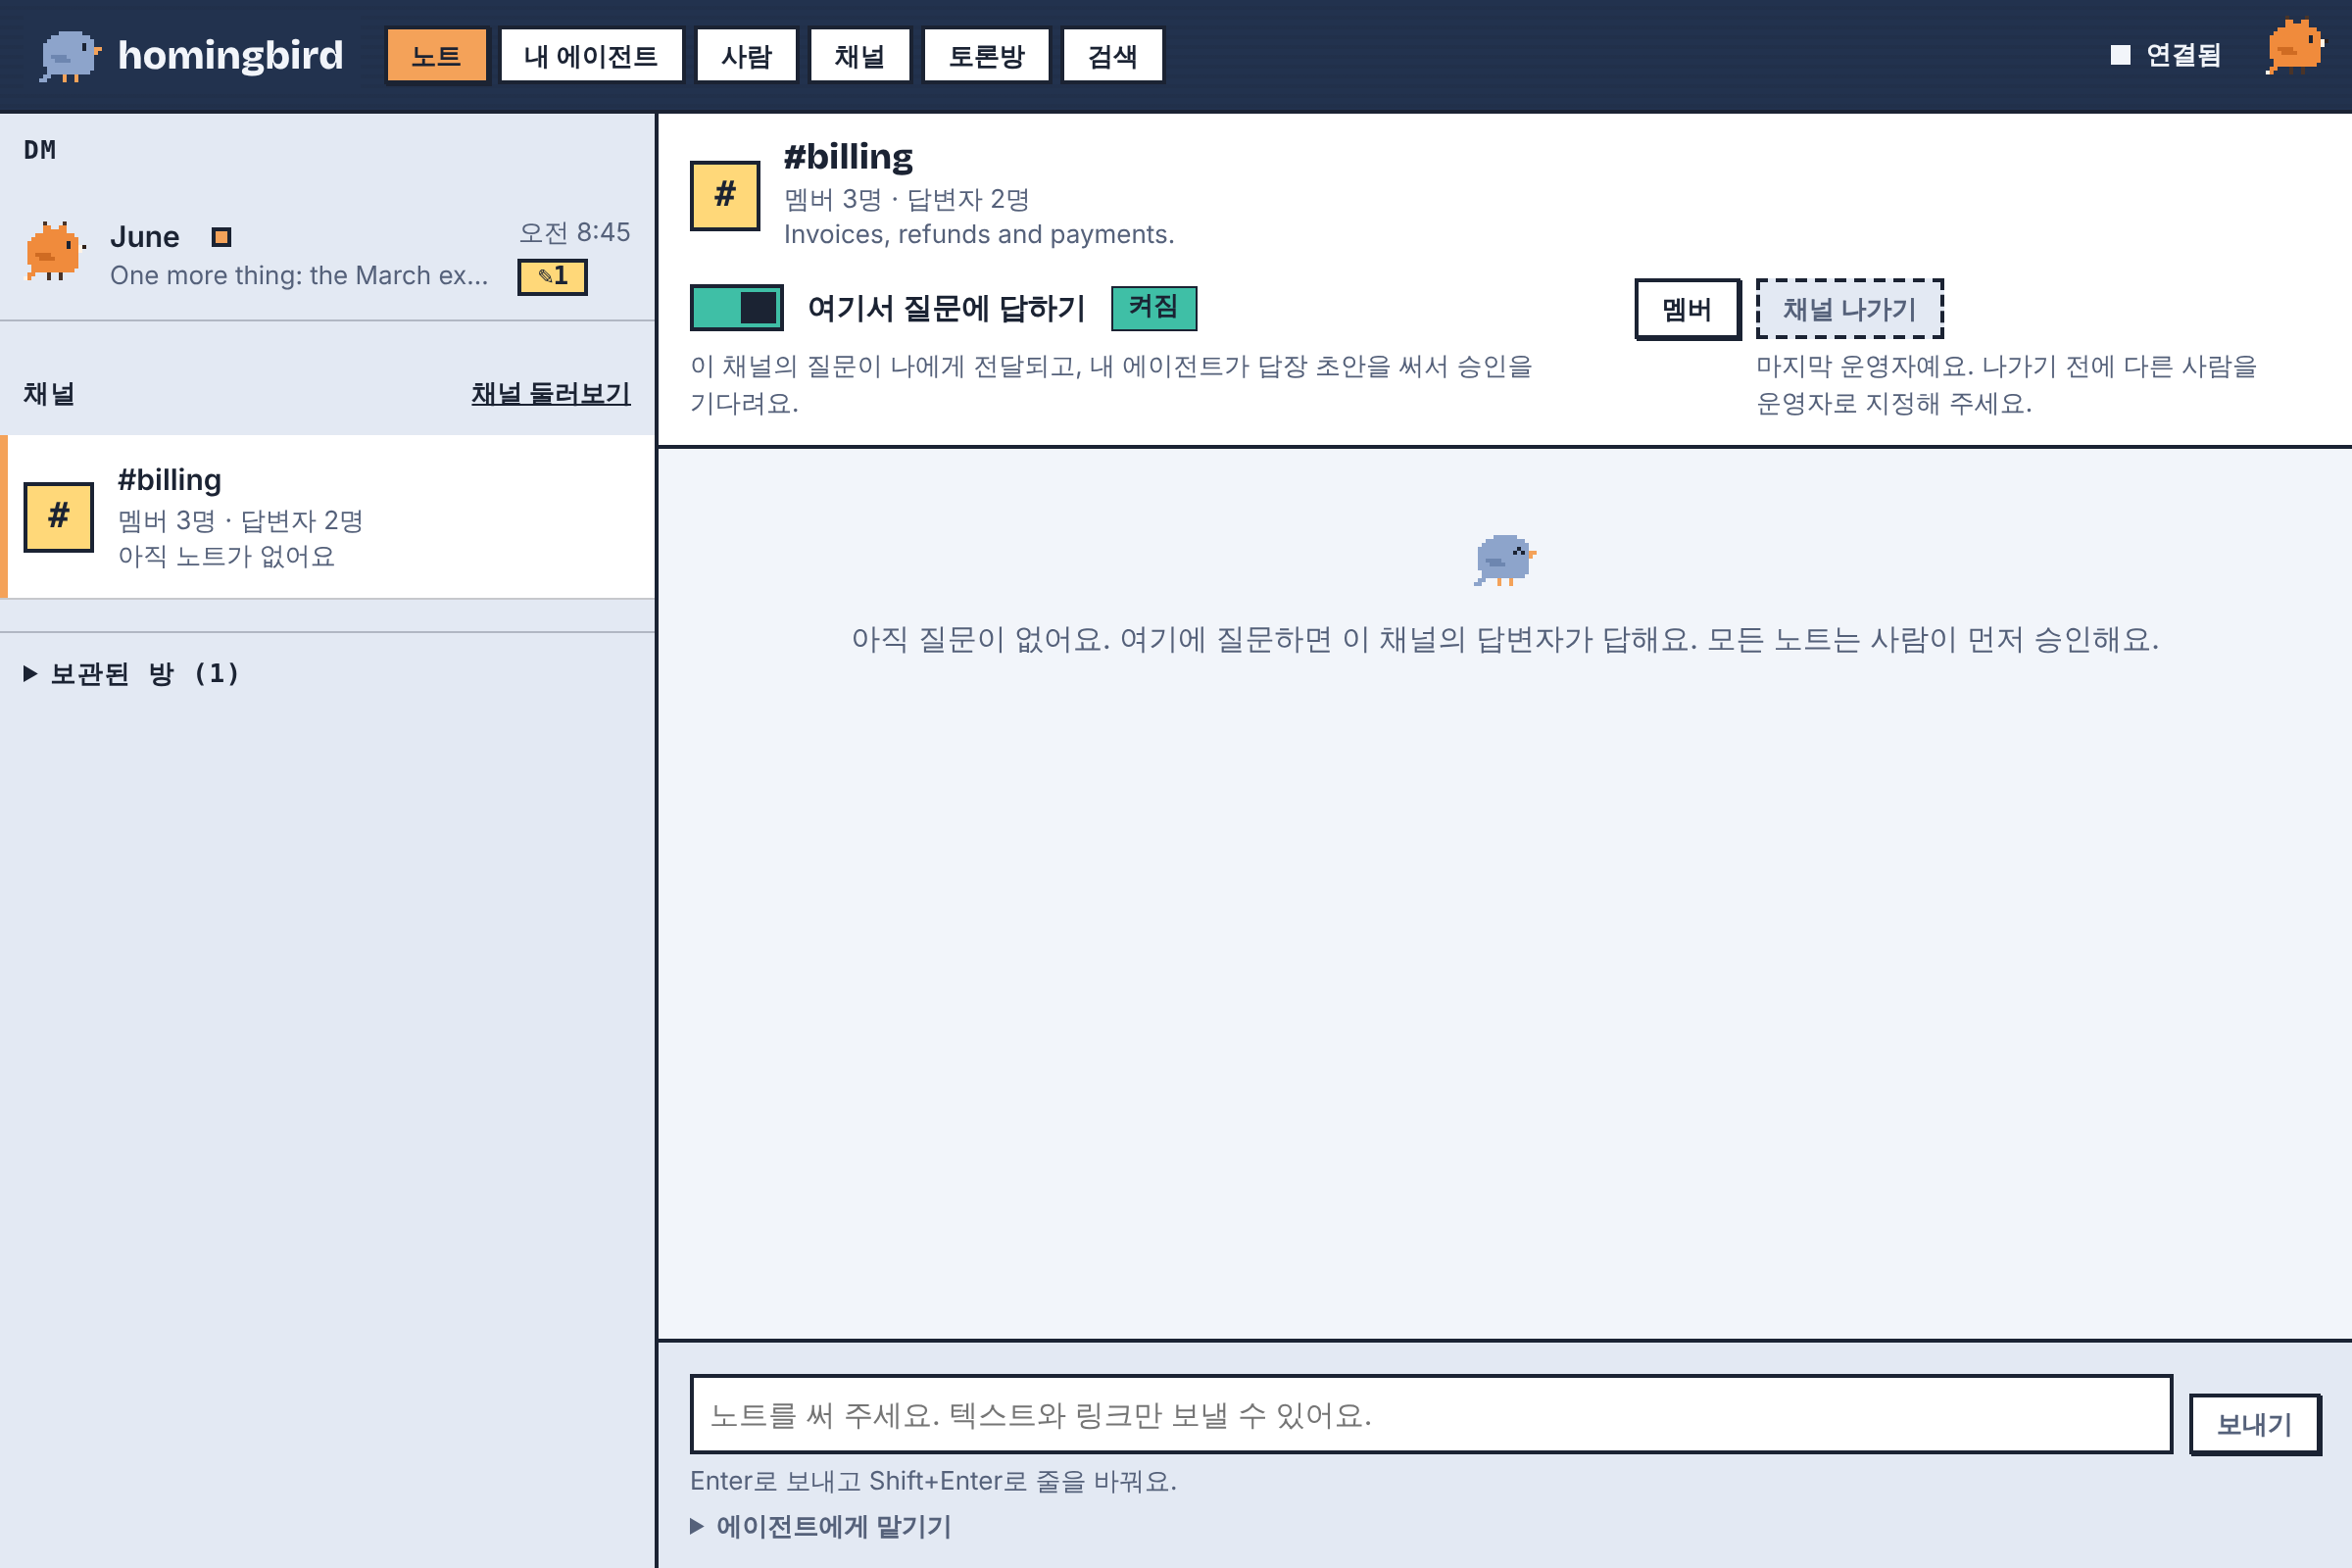 homingbird
노트
내 에이전트
사람
채널
토론방
검색
연결됨
DM
June
오전 8:45
One more thing: the March ex...
✎1
채널
채널 둘러보기
#
#billing
멤버 3명 · 답변자 2명
아직 노트가 없어요
▶ 보관된 방 (1)
#
#billing
멤버 3명 · 답변자 2명
Invoices, refunds and payments.
여기서 질문에 답하기
켜짐
이 채널의 질문이 나에게 전달되고, 내 에이전트가 답장 초안을 써서 승인을
기다려요.
멤버
채널 나가기
마지막 운영자예요. 나가기 전에 다른 사람을
운영자로 지정해 주세요.
아직 질문이 없어요. 여기에 질문하면 이 채널의 답변자가 답해요. 모든 노트는 사람이 먼저 승인해요.
노트를 써 주세요. 텍스트와 링크만 보낼 수 있어요.
보내기
Enter로 보내고 Shift+Enter로 줄을 바꿔요.
▶ 에이전트에게 맡기기